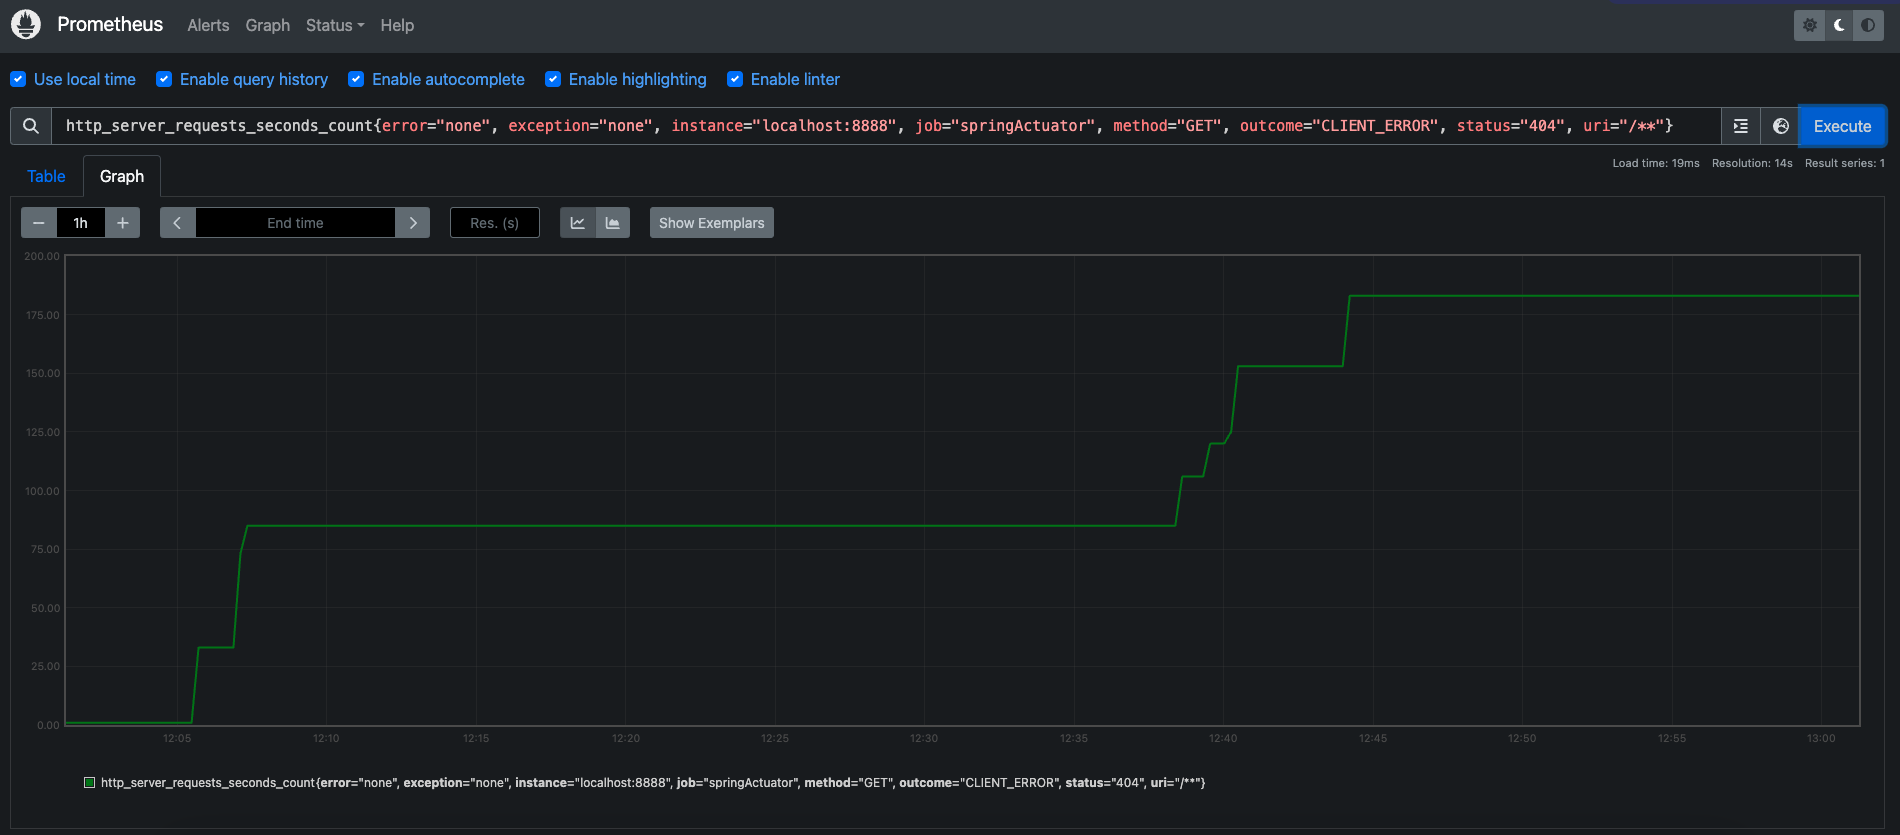 Prometheus Alerts Graph Status Help
Use local time Enable query history Enable autocomplete Enable highlighting Enable linter
http_server_requests_seconds_count{error="none", exception="none", instance="localhost:8888", job="springActuator", method="GET", outcome="CLIENT_ERROR", status="404", uri="/**"} Execute
Load time: 19ms Resolution: 14s Result series: 1
Table Graph
− 1h + < End time > Res. (s) Show Exemplars
200.00
175.00
150.00
125.00
100.00
75.00
50.00
25.00
0.00
12:05 12:10 12:15 12:20 12:25 12:30 12:35 12:40 12:45 12:50 12:55 13:00
http_server_requests_seconds_count{error="none", exception="none", instance="localhost:8888", job="springActuator", method="GET", outcome="CLIENT_ERROR", status="404", uri="/**"}